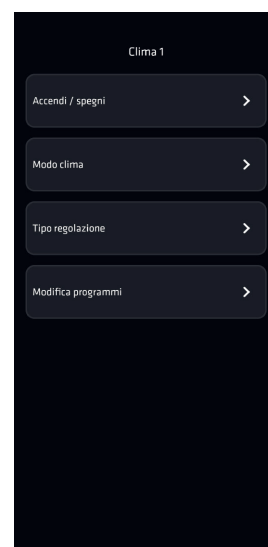 Clima 1
Accendi / spegni
Modo clima
Tipo regolazione
Modifica programmi